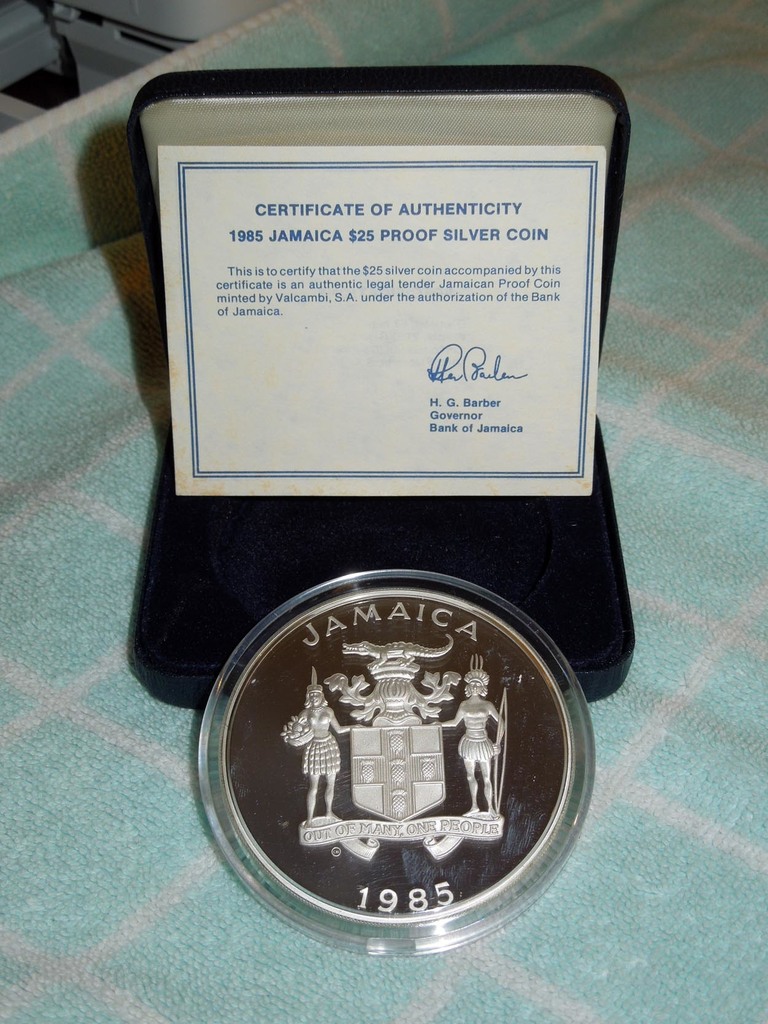 CERTIFICATE OF AUTHENTICITY
1985 JAMAICA $25 PROOF SILVER COIN
This is to certify that the $25 silver coin accompanied by this
certificate is an authentic legal tender Jamaican Proof Coin
minted by Valcambi, S.A. under the authorization of the Bank
of Jamaica.
H. G. Barber
Governor
Bank of Jamaica
JAMAICA
OUT OF MANY, ONE PEOPLE
1985